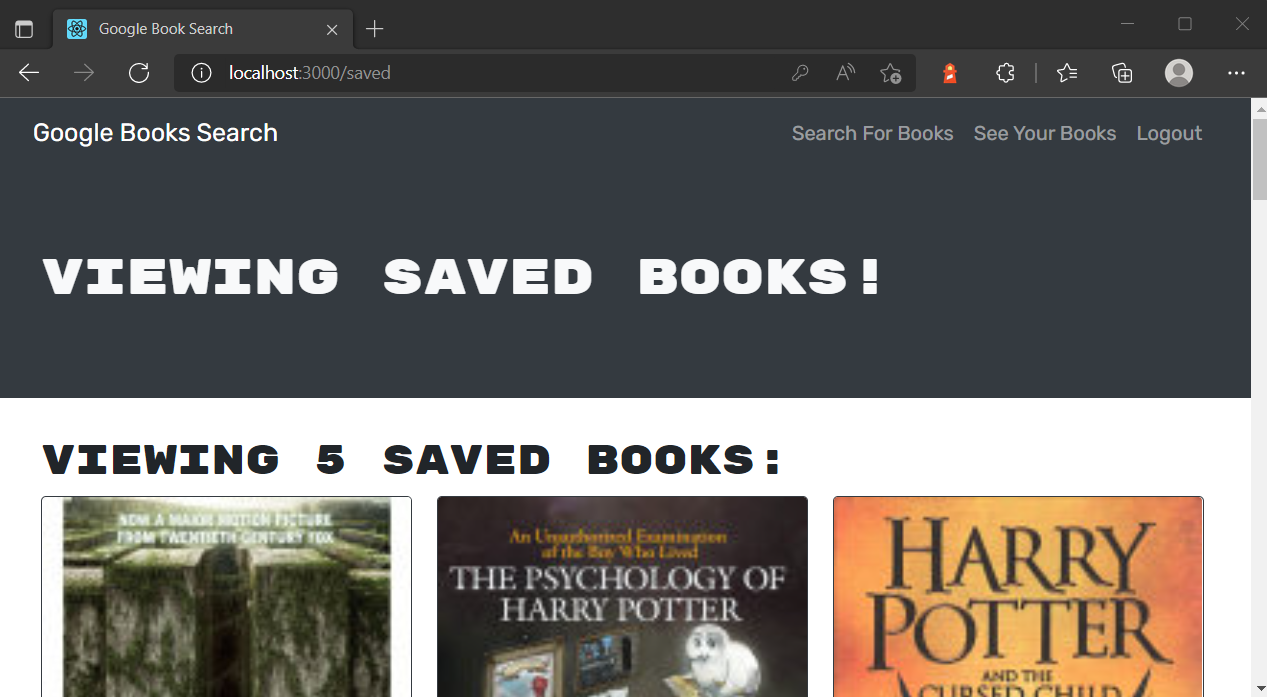 Google Book Search
localhost:3000/saved
Google Books Search
Search For Books See Your Books Logout
VIEWING SAVED BOOKS!
VIEWING 5 SAVED BOOKS:
NOW A MAJOR MOTION PICTURE
FROM TWENTIETH CENTURY FOX
An Unauthorized Examination
of the Boy Who Lived
THE PSYCHOLOGY OF
HARRY POTTER
HARRY
POTTER
AND THE
CURSED CHILD